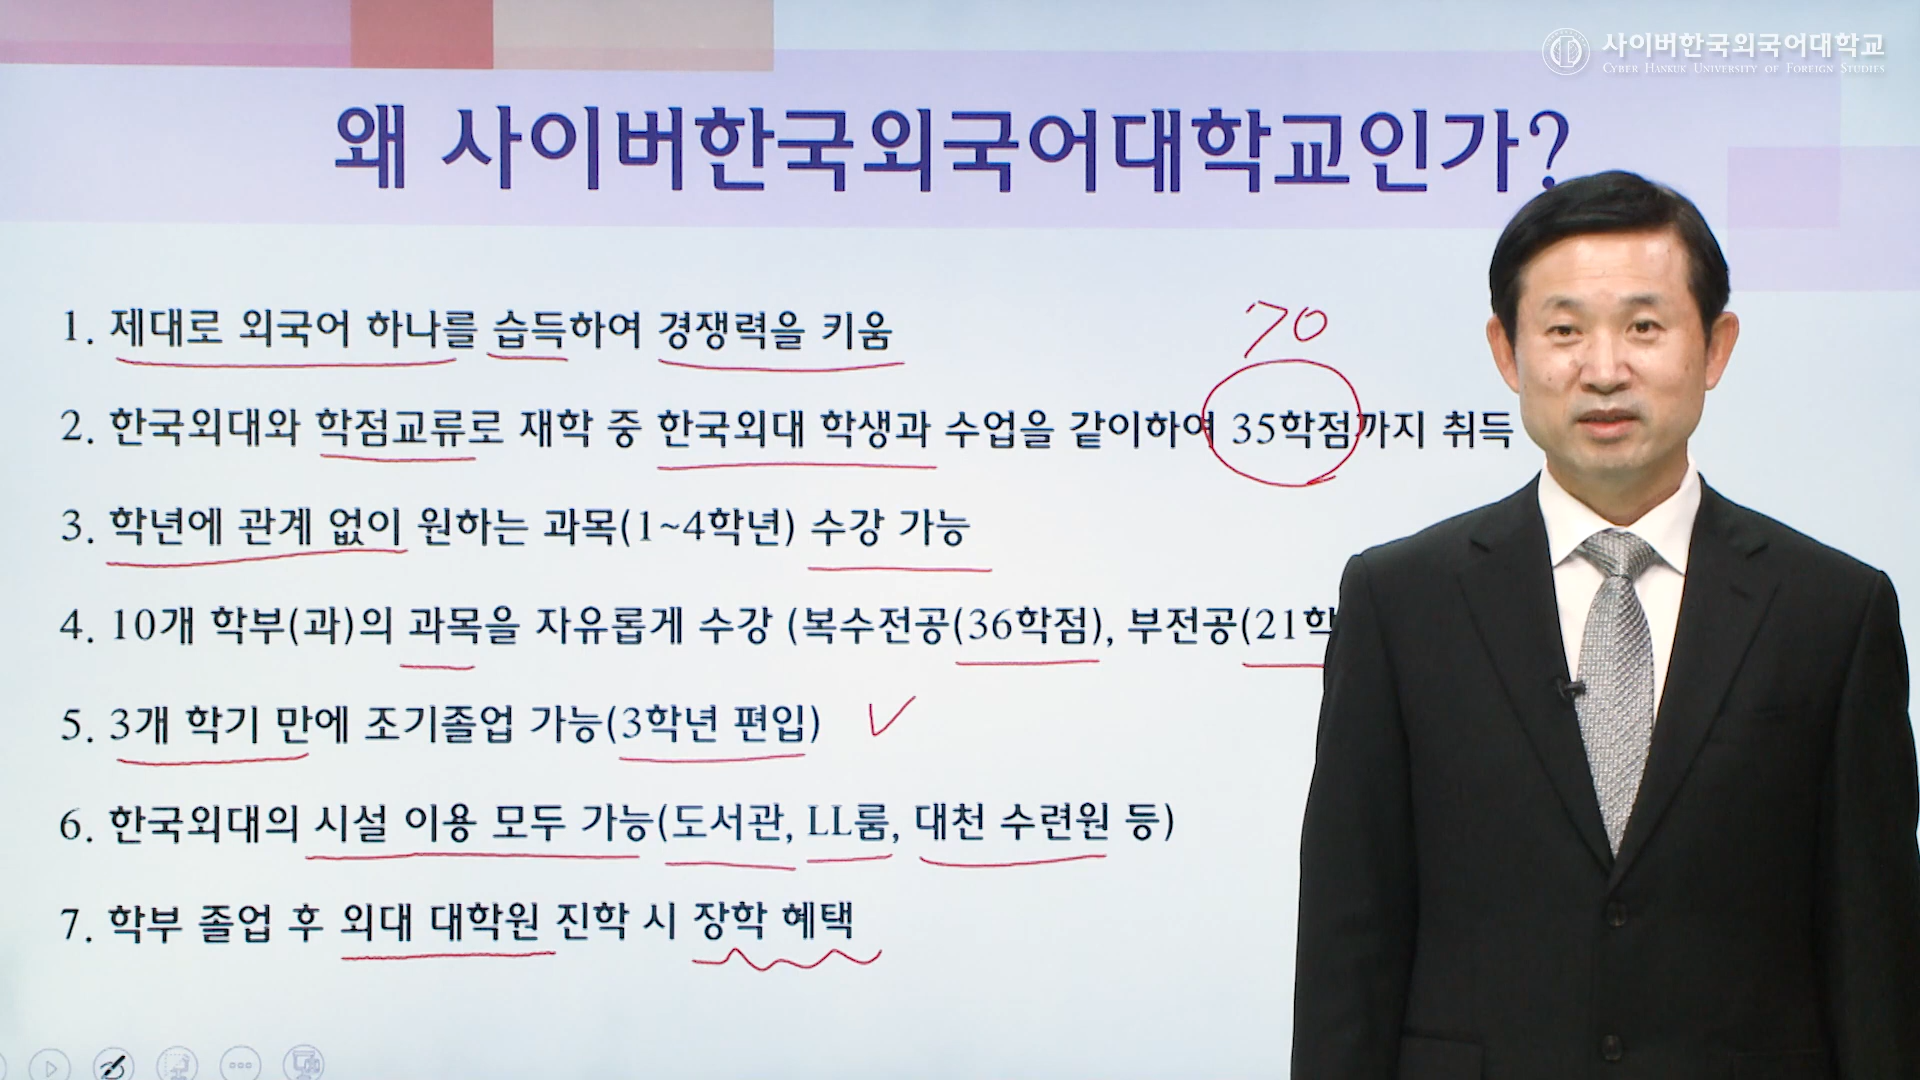 사이버한국외국어대학교
CYBER HANKUK UNIVERSITY OF FOREIGN STUDIES
왜 사이버한국외국어대학교인가?
1. 제대로 외국어 하나를 습득하여 경쟁력을 키움
70
2. 한국외대와 학점교류로 재학 중 한국외대 학생과 수업을 같이하여 35학점까지 취득
3. 학년에 관계 없이 원하는 과목(1~4학년) 수강 가능
4. 10개 학부(과)의 과목을 자유롭게 수강 (복수전공(36학점), 부전공(21학
5. 3개 학기 만에 조기졸업 가능(3학년 편입)
6. 한국외대의 시설 이용 모두 가능(도서관, LL룸, 대천 수련원 등)
7. 학부 졸업 후 외대 대학원 진학 시 장학 혜택